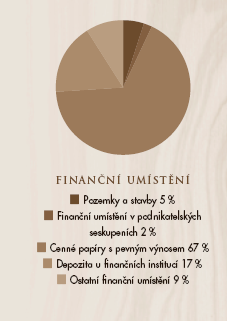 FINANČNÍ UMÍSTĚNÍ
Pozemky a stavby 5 %
Finanční umístění v podnikatelských
seskupeních 2 %
Cenné papíry s pevným výnosem 67 %
Depozita u finančních institucí 17 %
Ostatní finanční umístění 9 %